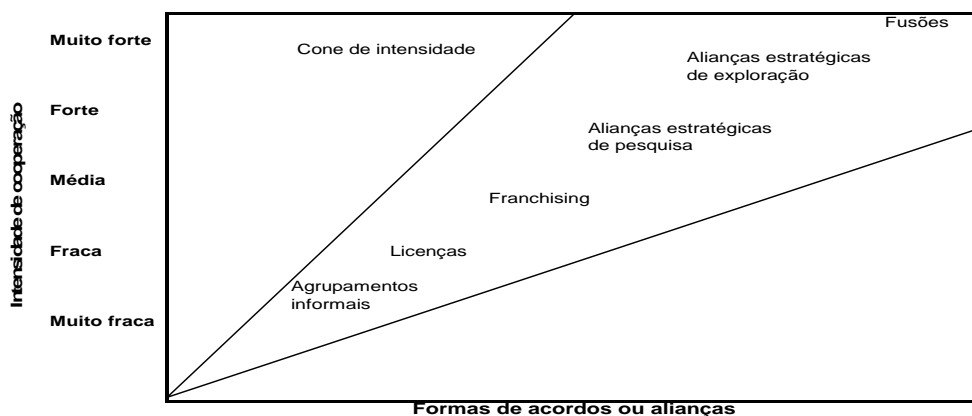 Fusões
Muito forte
Cone de intensidade
Alianças estratégicas
de exploração
Forte
Alianças estratégicas
de pesquisa
Intensidade de cooperação
Média
Franchising
Fraca
Licenças
Agrupamentos
informais
Muito fraca
Formas de acordos ou alianças